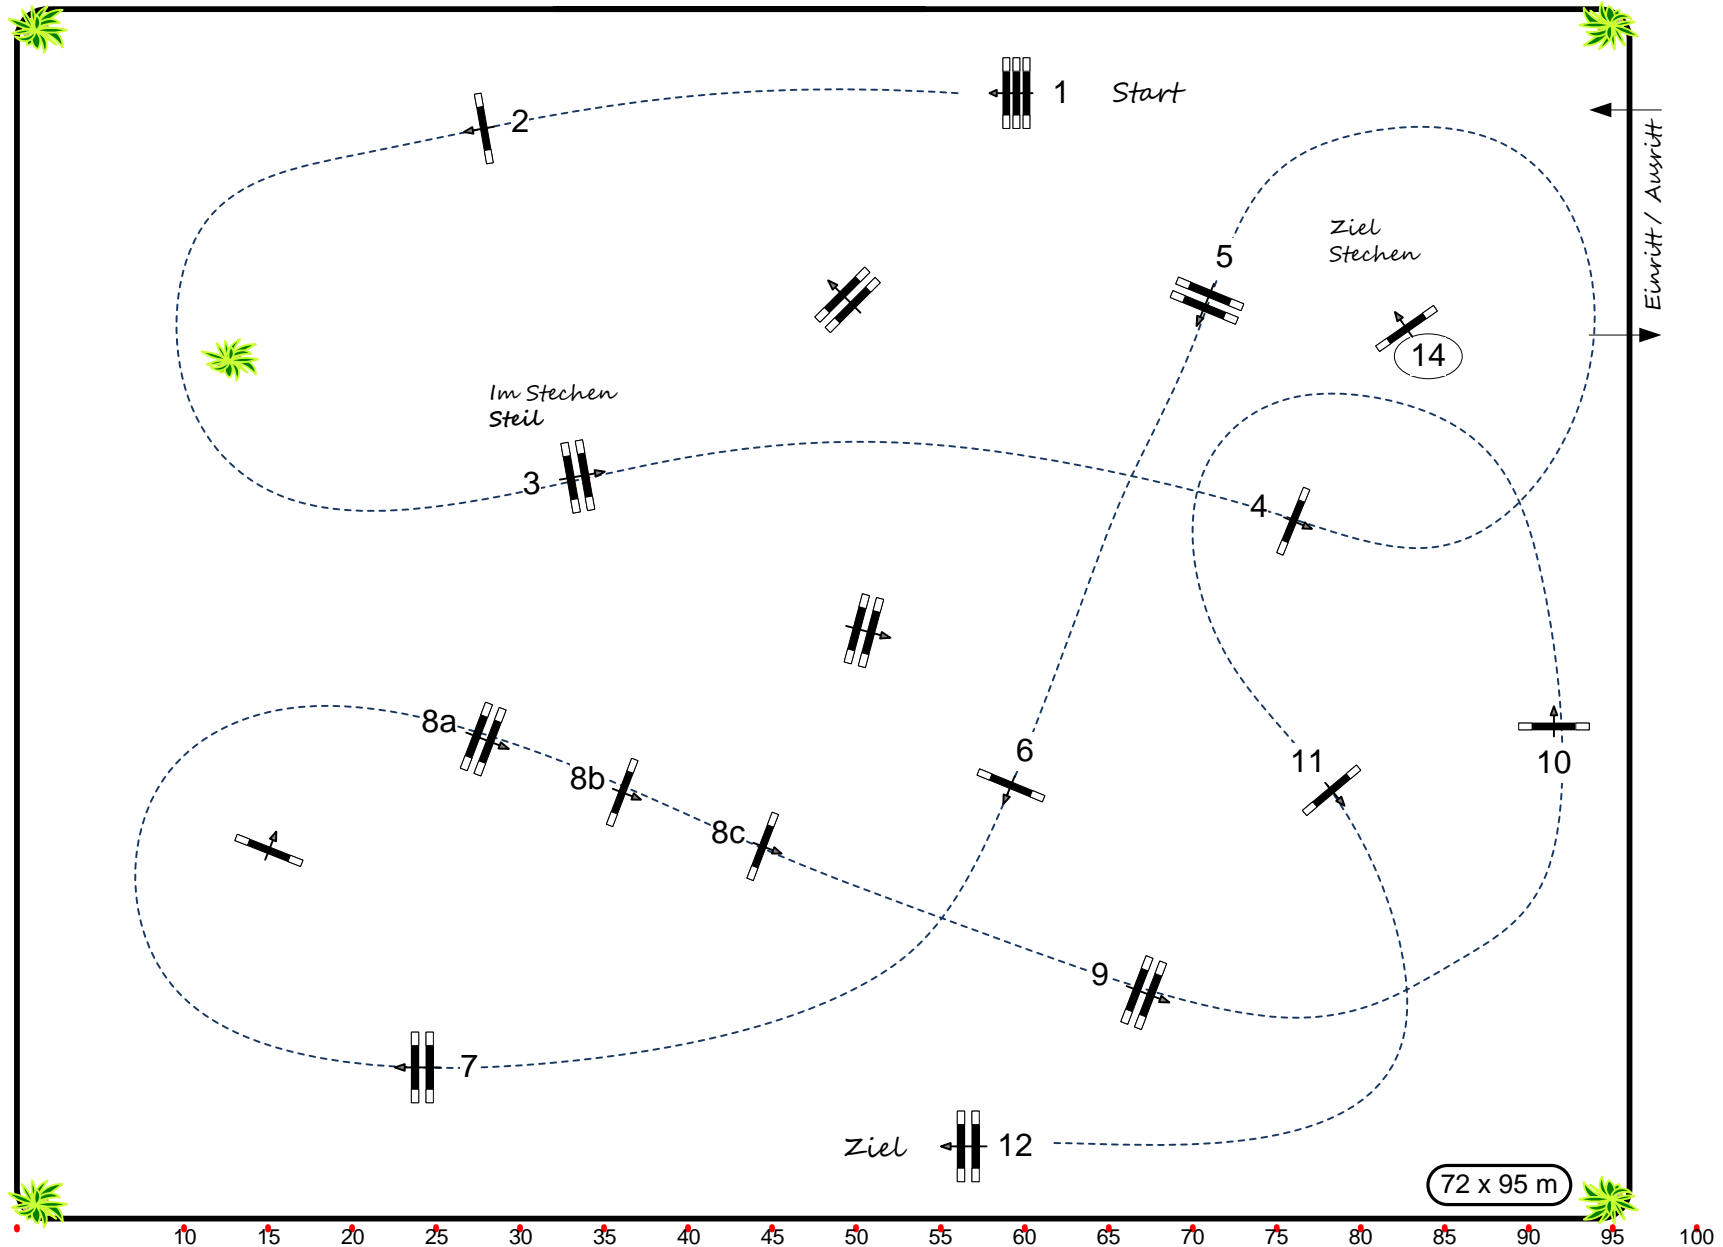 1 Start
2
Einritt / Ausritt
5
Ziel
Stechen
14
Im Stechen
Steil
3
4
8a
6
8b
11
10
8c
9
7
Ziel 12
72 x 95 m
10 15 20 25 30 35 40 45 50 55 60 65 70 75 80 85 90 95 100